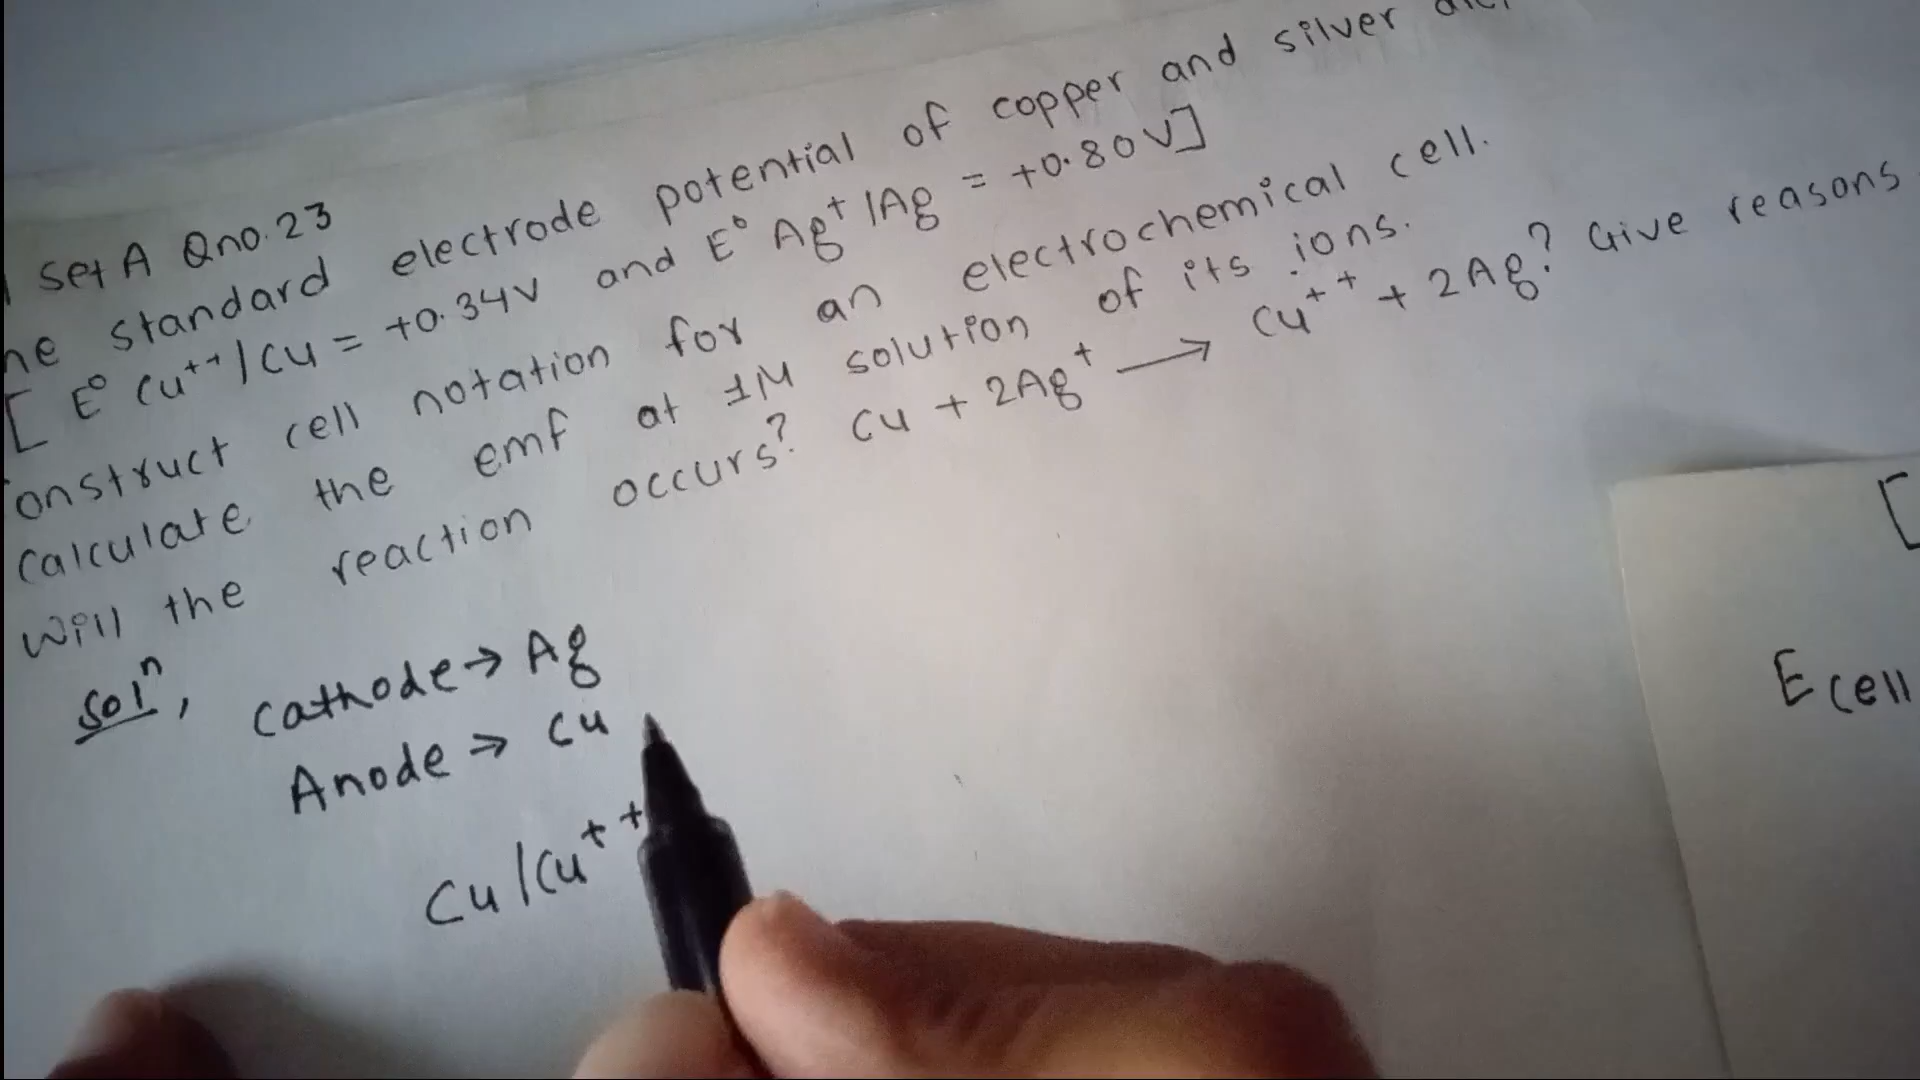 Set A Qno.23
he standard electrode potential of copper and silver
[ E° Cu⁺⁺/Cu = +0.34V and E° Ag⁺/Ag = +0.80V]
onstruct cell notation for an electrochemical cell.
calculate the emf at 1M solution of its ions.
Will the reaction occurs? Cu + 2Ag⁺ → Cu⁺⁺ + 2Ag? Give reasons.
Solⁿ, Cathode → Ag
Anode → Cu
Cu/Cu⁺⁺
[
Ecell